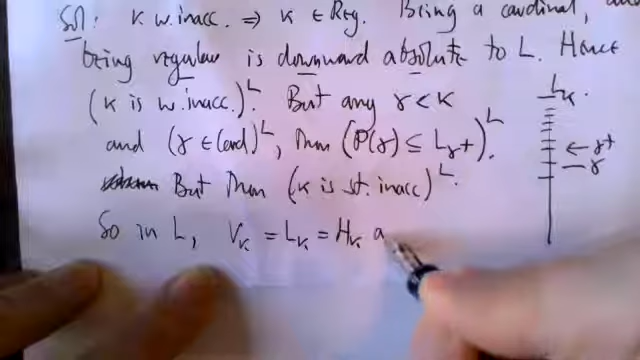 Sol: κ w. inacc. ⇒ κ ∈ Reg. Being a cardinal, and
being regular is downward absolute to L. Hence
(κ is w. inacc.)^L. But any γ < κ
and (γ ∈ Card)^L, Then (P(γ) ⊆ L_γ+)^L.
But Then (κ is st. inacc)^L.
So in L, V_κ = L_κ = H_κ a
L_κ.
← γ+
– γ